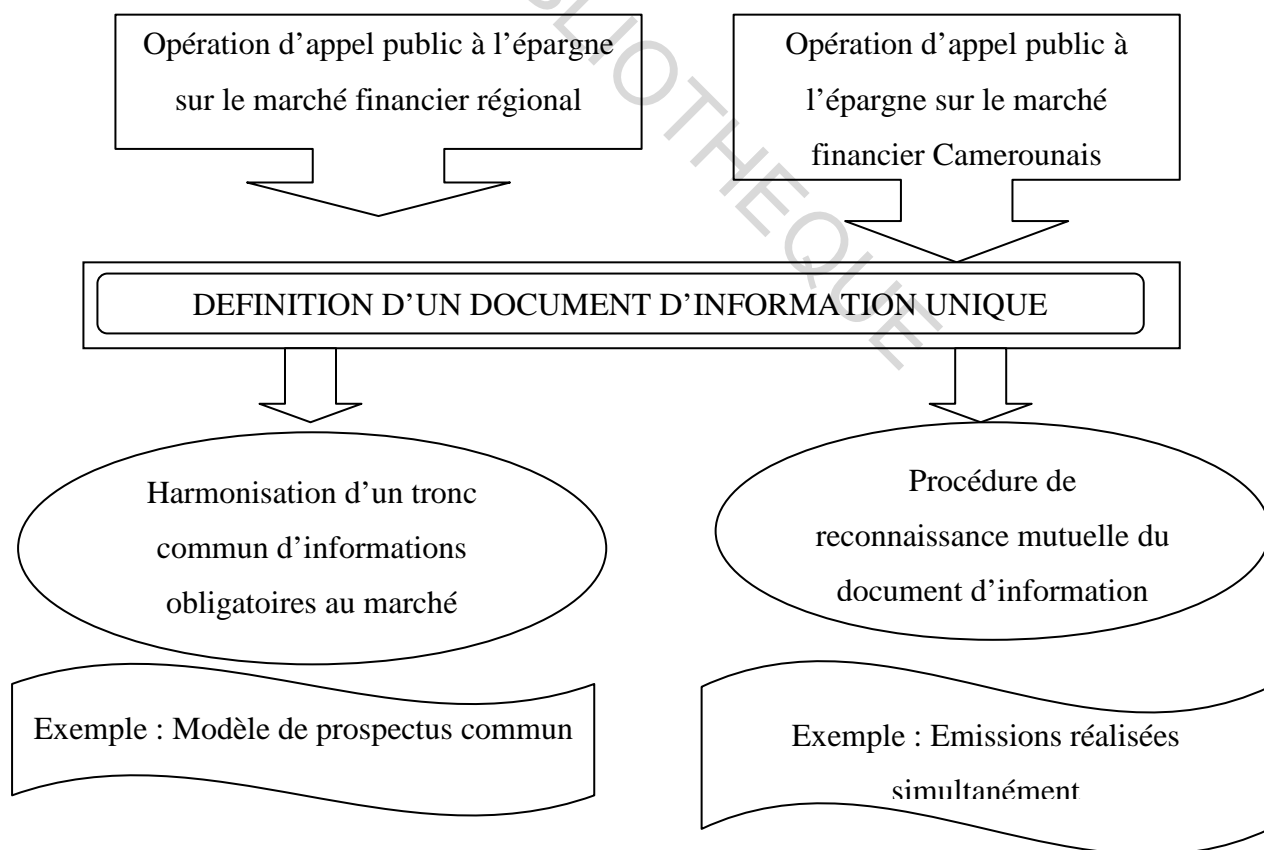 Opération d’appel public à l’épargne
sur le marché financier régional
Opération d’appel public à
l’épargne sur le marché
financier Camerounais
DEFINITION D’UN DOCUMENT D’INFORMATION UNIQUE
Harmonisation d’un tronc
commun d’informations
obligatoires au marché
Procédure de
reconnaissance mutuelle du
document d’information
Exemple : Modèle de prospectus commun
Exemple : Emissions réalisées
simultanément
BLIOTHEQUE